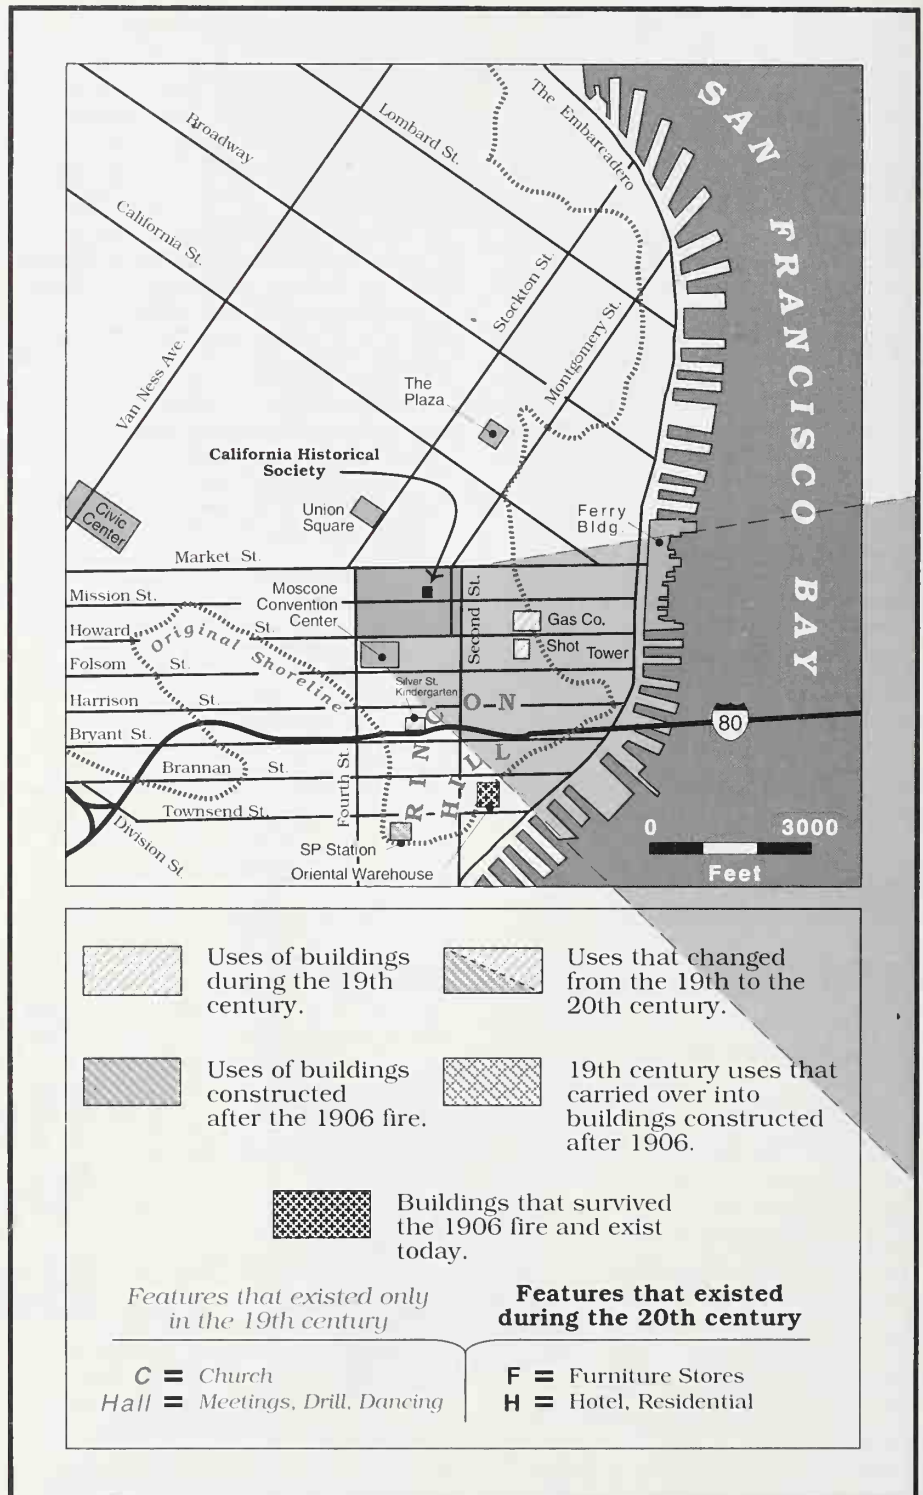 SAN FRANCISCO BAY
The Embarcadero
Lombard St.
Broadway
California St.
Stockton St.
Montgomery St.
Van Ness Ave.
The
Plaza
California Historical
Society
Union
Square
Civic
Center
Ferry
Bldg.
Market St.
Mission St.
Howard St.
Folsom St.
Harrison St.
Bryant St.
Brannan St.
Townsend St.
Division St.
Fourth St.
Second St.
Original Shoreline
Moscone
Convention
Center
Gas Co.
Shot Tower
Silver St.
Kindergarten
RINCON
HILL
80
SP Station
Oriental Warehouse
0 3000
Feet
Uses of buildings
during the 19th
century.
Uses that changed
from the 19th to the
20th century.
Uses of buildings
constructed
after the 1906 fire.
19th century uses that
carried over into
buildings constructed
after 1906.
Buildings that survived
the 1906 fire and exist
today.
Features that existed only
in the 19th century
Features that existed
during the 20th century
C = Church
Hall = Meetings, Drill, Dancing
F = Furniture Stores
H = Hotel, Residential